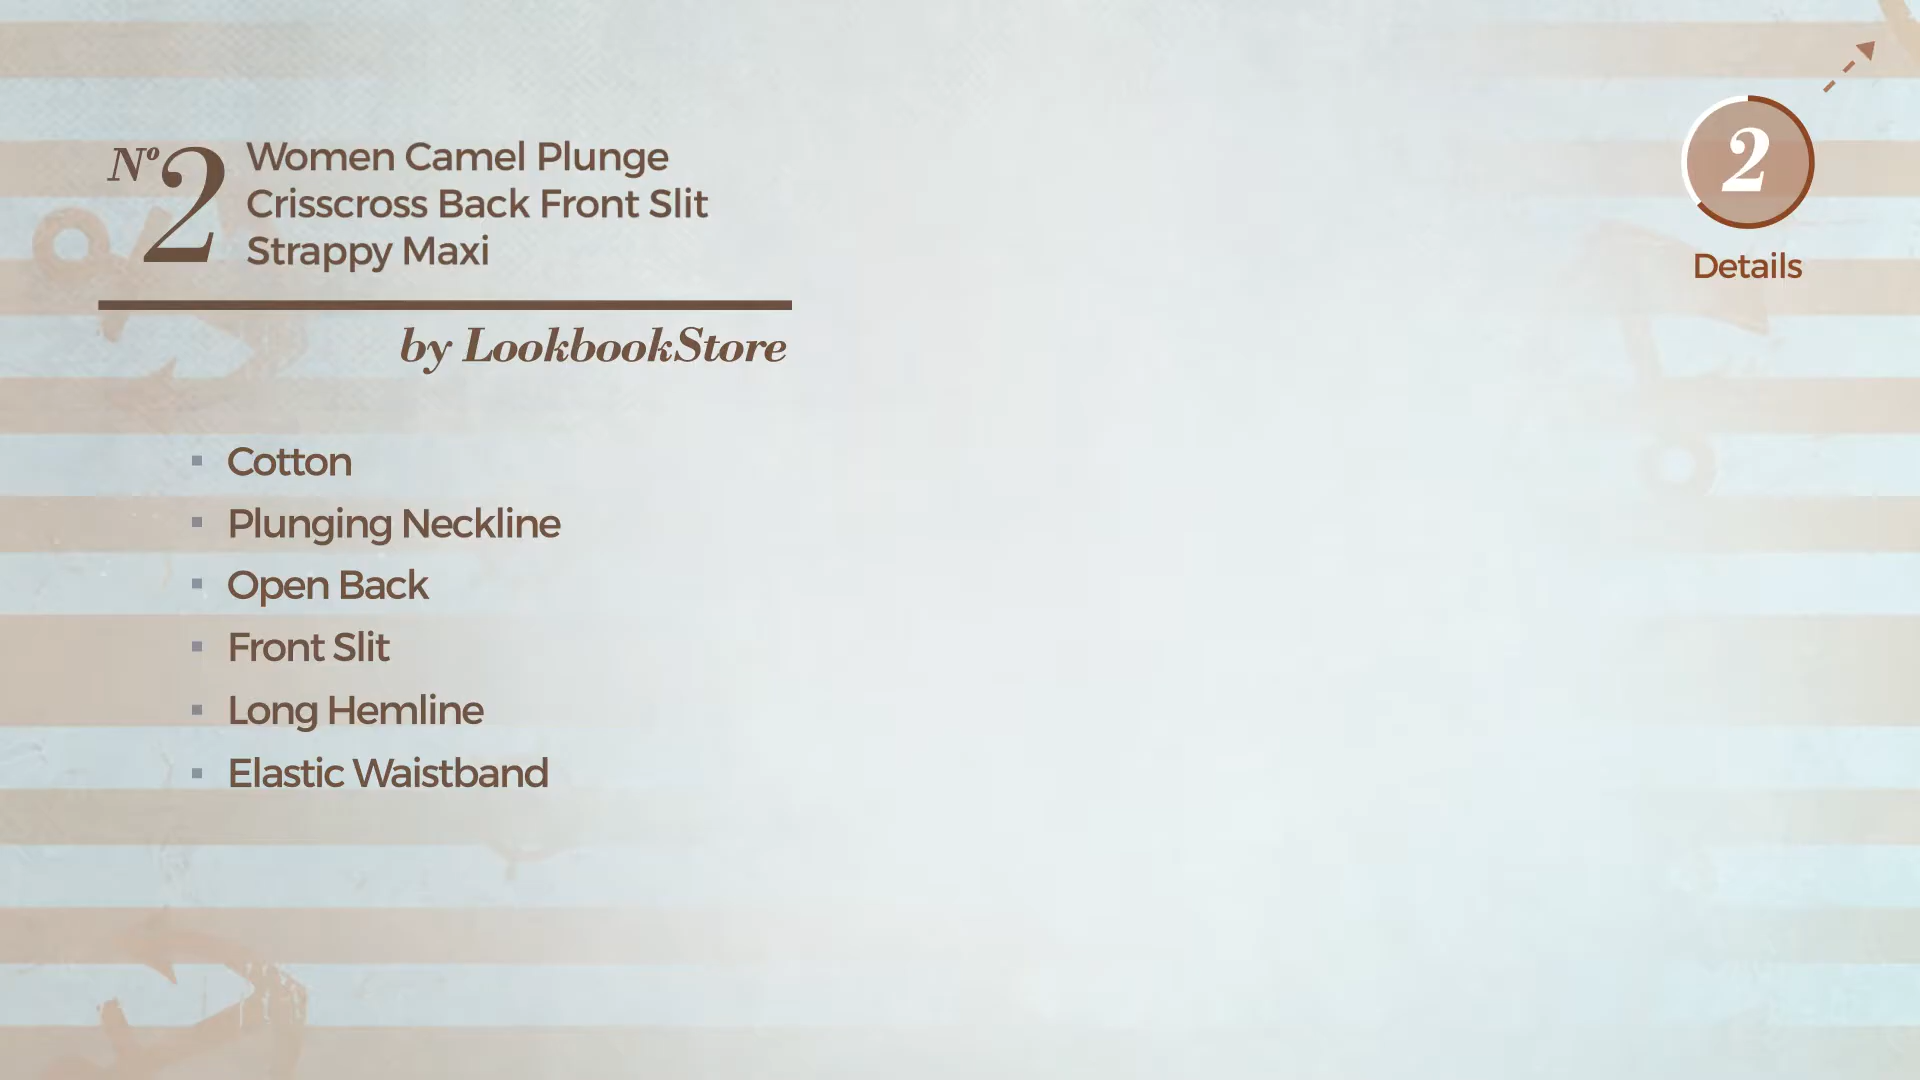 Nº2
Women Camel Plunge
Crisscross Back Front Slit
Strappy Maxi
by LookbookStore
2
Details
▪ Cotton
▪ Plunging Neckline
▪ Open Back
▪ Front Slit
▪ Long Hemline
▪ Elastic Waistband